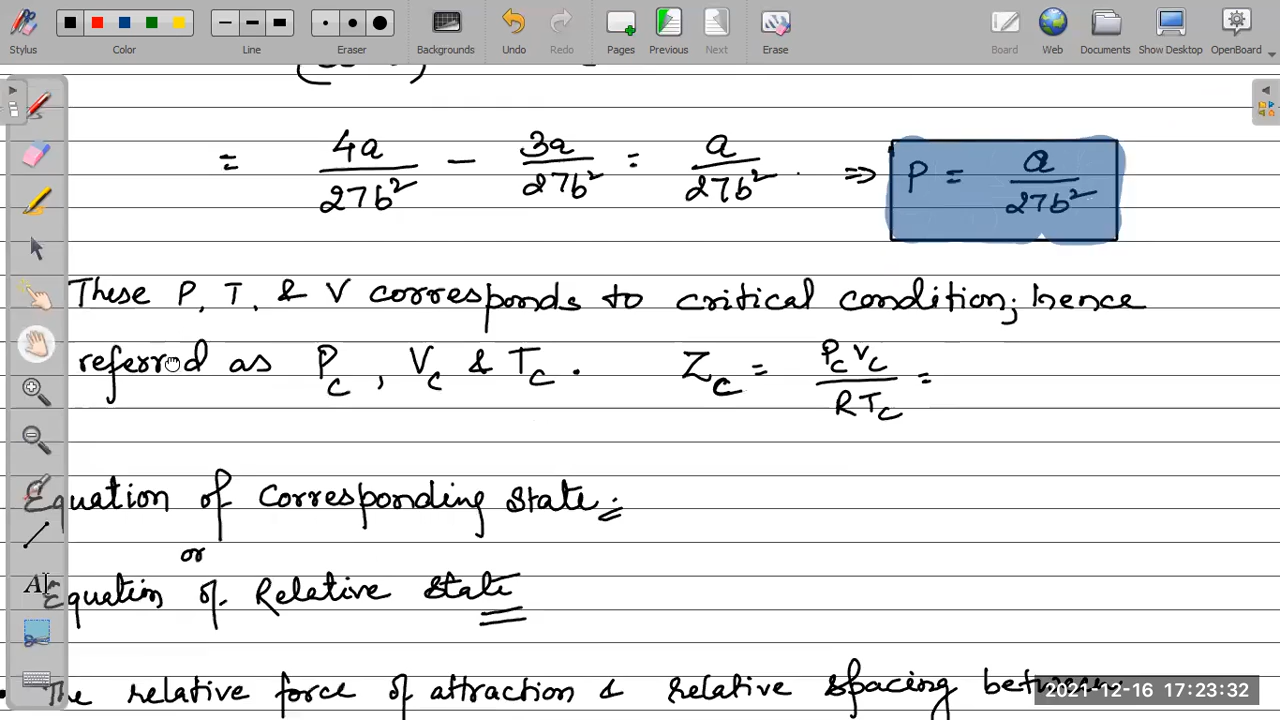 Stylus Color Line Eraser Backgrounds Undo Redo Pages Previous Next Erase Board Web Documents Show Desktop OpenBoard
= 4a/27b² - 3a/27b² = a/27b² . ⇒ P = a/27b²
These P, T, & V corresponds to critical condition; hence
referred as Pc , Vc & Tc . Zc = PcVc/RTc =
Equation of Corresponding State
or
Equation of Relative State
The relative force of attraction & relative spacing between
2021-12-16 17:23:32